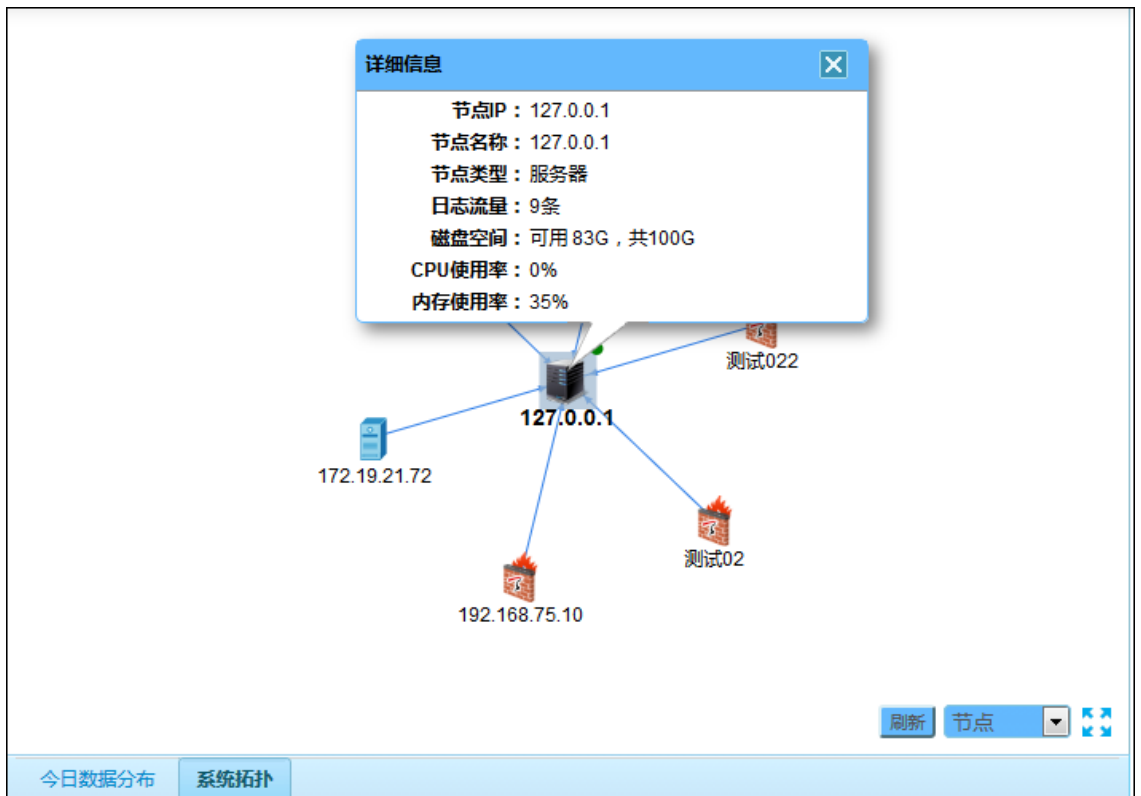 详细信息
节点IP：127.0.0.1
节点名称：127.0.0.1
节点类型：服务器
日志流量：9条
磁盘空间：可用 83G，共100G
CPU使用率：0%
内存使用率：35%
测试022
127.0.0.1
172.19.21.72
测试02
192.168.75.10
刷新 节点
今日数据分布 系统拓扑